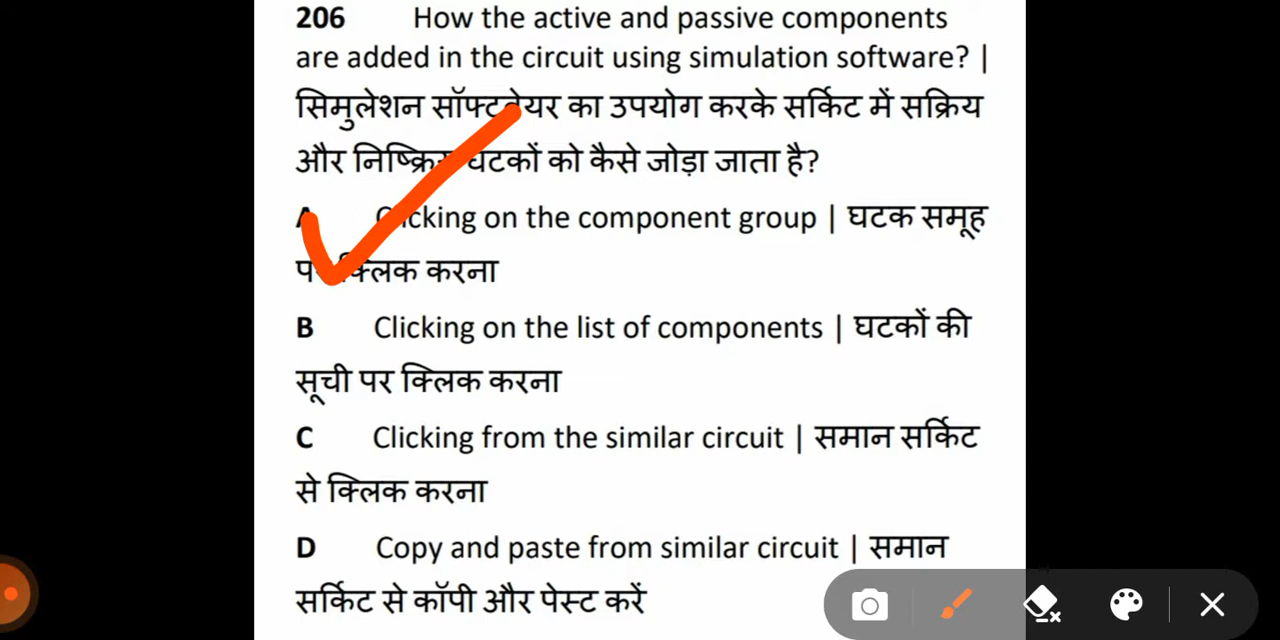 206 How the active and passive components
are added in the circuit using simulation software? |
सिमुलेशन सॉफ्टवेयर का उपयोग करके सर्किट में सक्रिय
और निष्क्रिय घटकों को कैसे जोड़ा जाता है?
A Clicking on the component group | घटक समूह
पर क्लिक करना
B Clicking on the list of components | घटकों की
सूची पर क्लिक करना
C Clicking from the similar circuit | समान सर्किट
से क्लिक करना
D Copy and paste from similar circuit | समान
सर्किट से कॉपी और पेस्ट करें